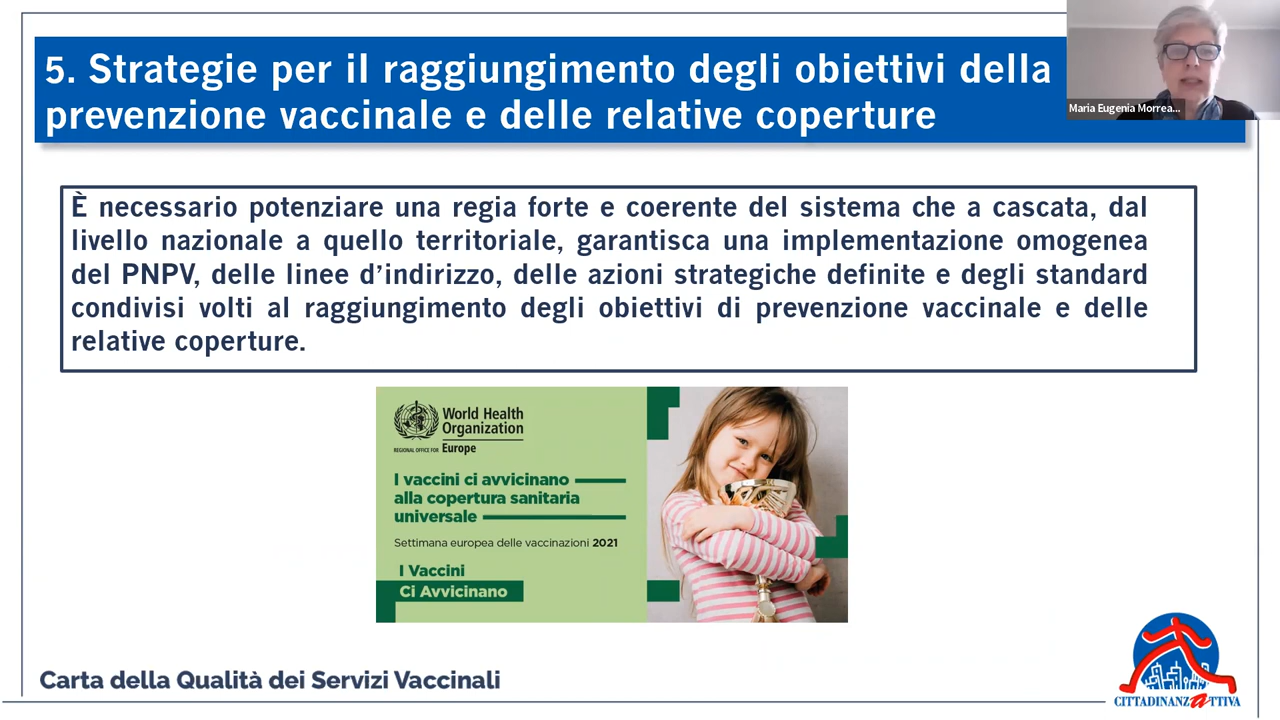 5. Strategie per il raggiungimento degli obiettivi della
prevenzione vaccinale e delle relative coperture
Maria Eugenia Morrea...
È necessario potenziare una regia forte e coerente del sistema che a cascata, dal
livello nazionale a quello territoriale, garantisca una implementazione omogenea
del PNPV, delle linee d’indirizzo, delle azioni strategiche definite e degli standard
condivisi volti al raggiungimento degli obiettivi di prevenzione vaccinale e delle
relative coperture.
World Health
Organization
REGIONAL OFFICE FOR Europe
I vaccini ci avvicinano
alla copertura sanitaria
universale
Settimana europea delle vaccinazioni 2021
I Vaccini
Ci Avvicinano
Carta della Qualità dei Servizi Vaccinali
CITTADINANZATTIVA